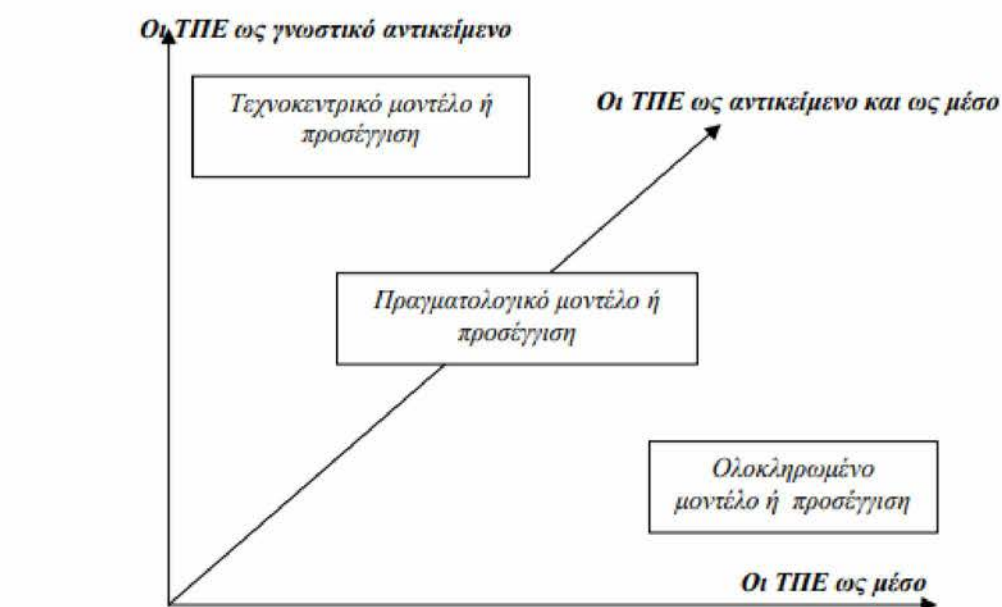 Οι ΤΠΕ ως γνωστικό αντικείμενο
Τεχνοκεντρικό μοντέλο ή
προσέγγιση
Οι ΤΠΕ ως αντικείμενο και ως μέσο
Πραγματολογικό μοντέλο ή
προσέγγιση
Ολοκληρωμένο
μοντέλο ή προσέγγιση
Οι ΤΠΕ ως μέσο